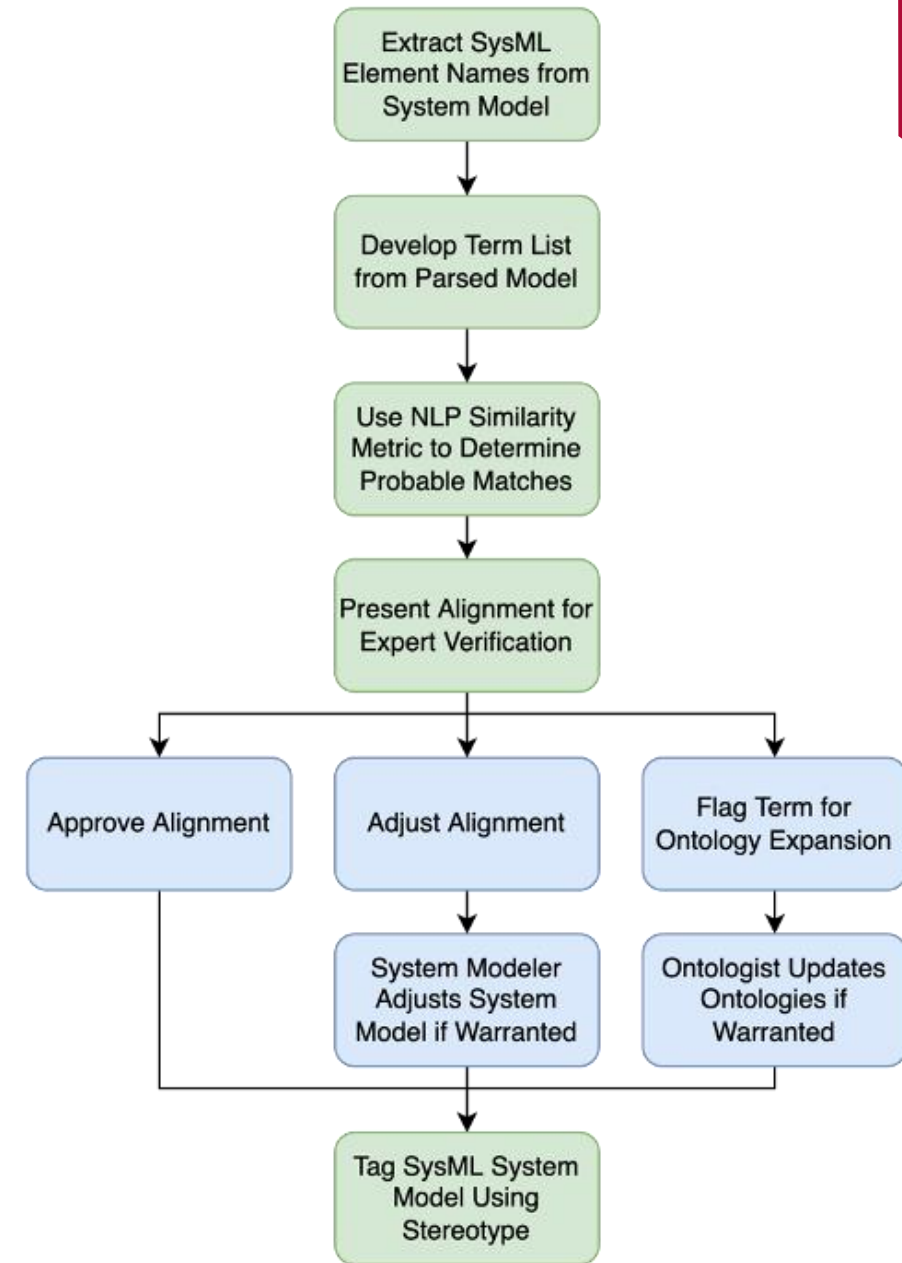 Extract SysML
Element Names from
System Model
Develop Term List
from Parsed Model
Use NLP Similarity
Metric to Determine
Probable Matches
Present Alignment for
Expert Verification
Approve Alignment
Adjust Alignment
Flag Term for
Ontology Expansion
System Modeler
Adjusts System
Model if Warranted
Ontologist Updates
Ontologies if
Warranted
Tag SysML System
Model Using
Stereotype